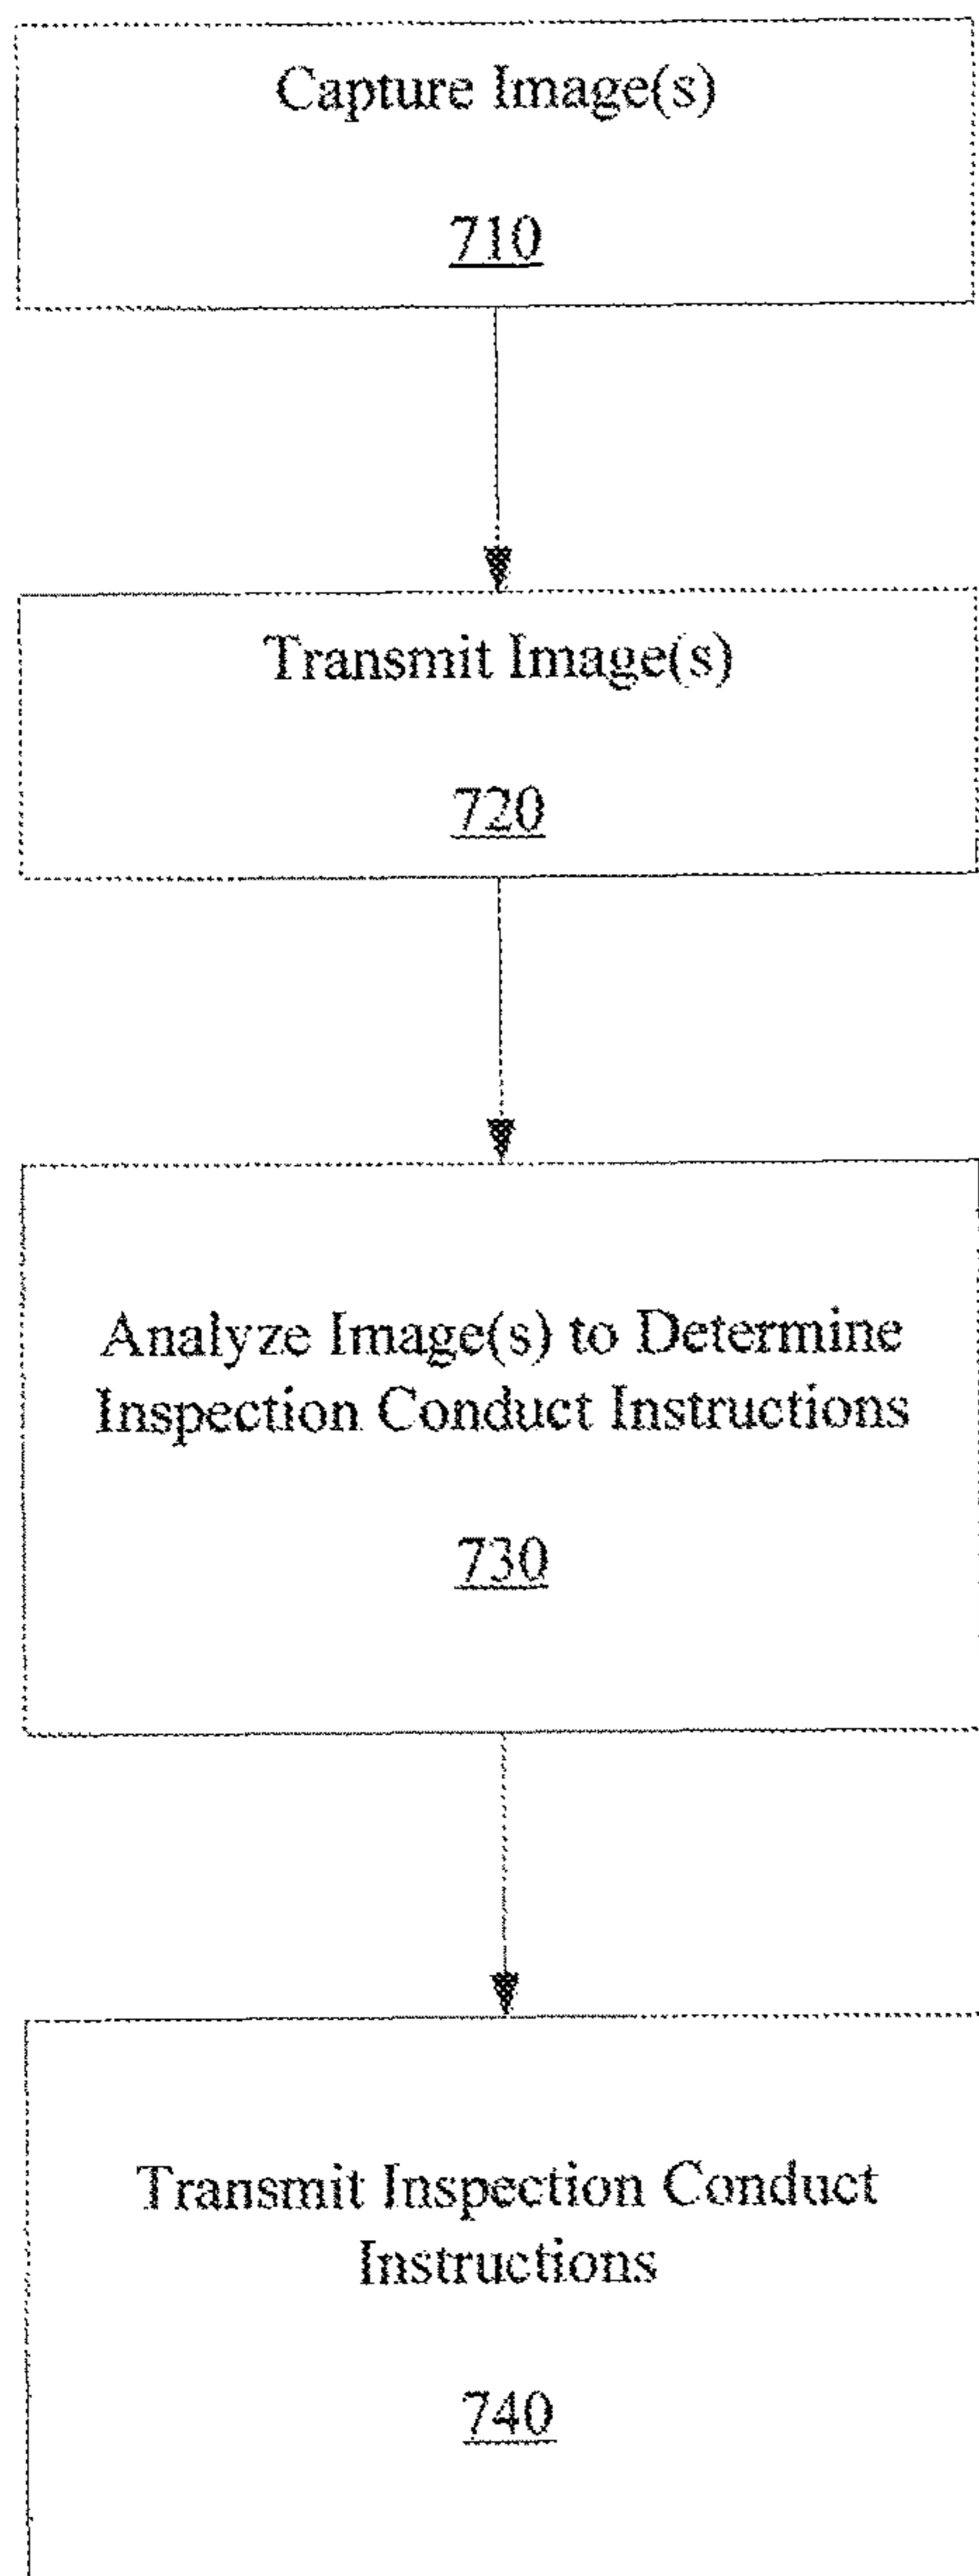 Capture Image(s)
710
Transmit Image(s)
720
Analyze Image(s) to Determine
Inspection Conduct Instructions
730
Transmit Inspection Conduct
Instructions
740